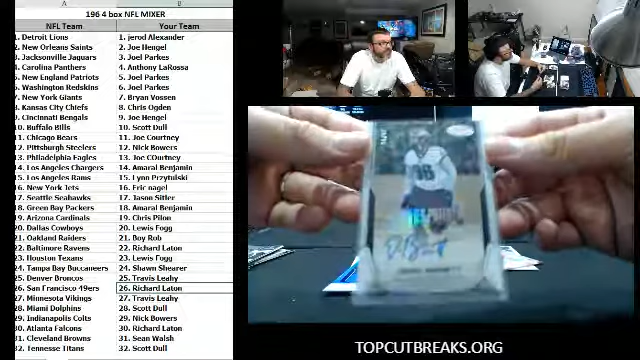 A B
196 4 box NFL MIXER
NFL Team Your Team
1. Detroit Lions 1. jerod Alexander
2. New Orleans Saints 2. Joe Hengel
3. Jacksonville Jaguars 3. Joel Parkes
4. Carolina Panthers 4. Anthony LaRossa
5. New England Patriots 5. Joel Parkes
6. Washington Redskins 6. Joel Parkes
7. New York Giants 7. Bryan Vossen
8. Kansas City Chiefs 8. Chris Ogden
9. Cincinnati Bengals 9. Joe Hengel
10. Buffalo Bills 10. Scott Dull
11. Chicago Bears 11. Joe Courtney
12. Pittsburgh Steelers 12. Nick Bowers
13. Philadelphia Eagles 13. Joe COurtney
14. Los Angeles Chargers 14. Amaral Benjamin
15. Los Angeles Rams 15. Lynn Przytulski
16. New York Jets 16. Eric nagel
17. Seattle Seahawks 17. Jason Sitler
18. Green Bay Packers 18. Amaral Benjamin
19. Arizona Cardinals 19. Chris Pilon
20. Dallas Cowboys 20. Lewis Fogg
21. Oakland Raiders 21. Boy Rob
22. Baltimore Ravens 22. Richard Laton
23. Houston Texans 23. Lewis Fogg
24. Tampa Bay Buccaneers 24. Shawn Shearer
25. Denver Broncos 25. Travis Leahy
26. San Francisco 49ers 26. Richard Laton
27. Minnesota Vikings 27. Travis Leahy
28. Miami Dolphins 28. Scott Dull
29. Indianapolis Colts 29. Nick Bowers
30. Atlanta Falcons 30. Richard Laton
31. Cleveland Browns 31. Sean Walsh
32. Tennesse Titans 32. Scott Dull
TOPCUTBREAKS.ORG